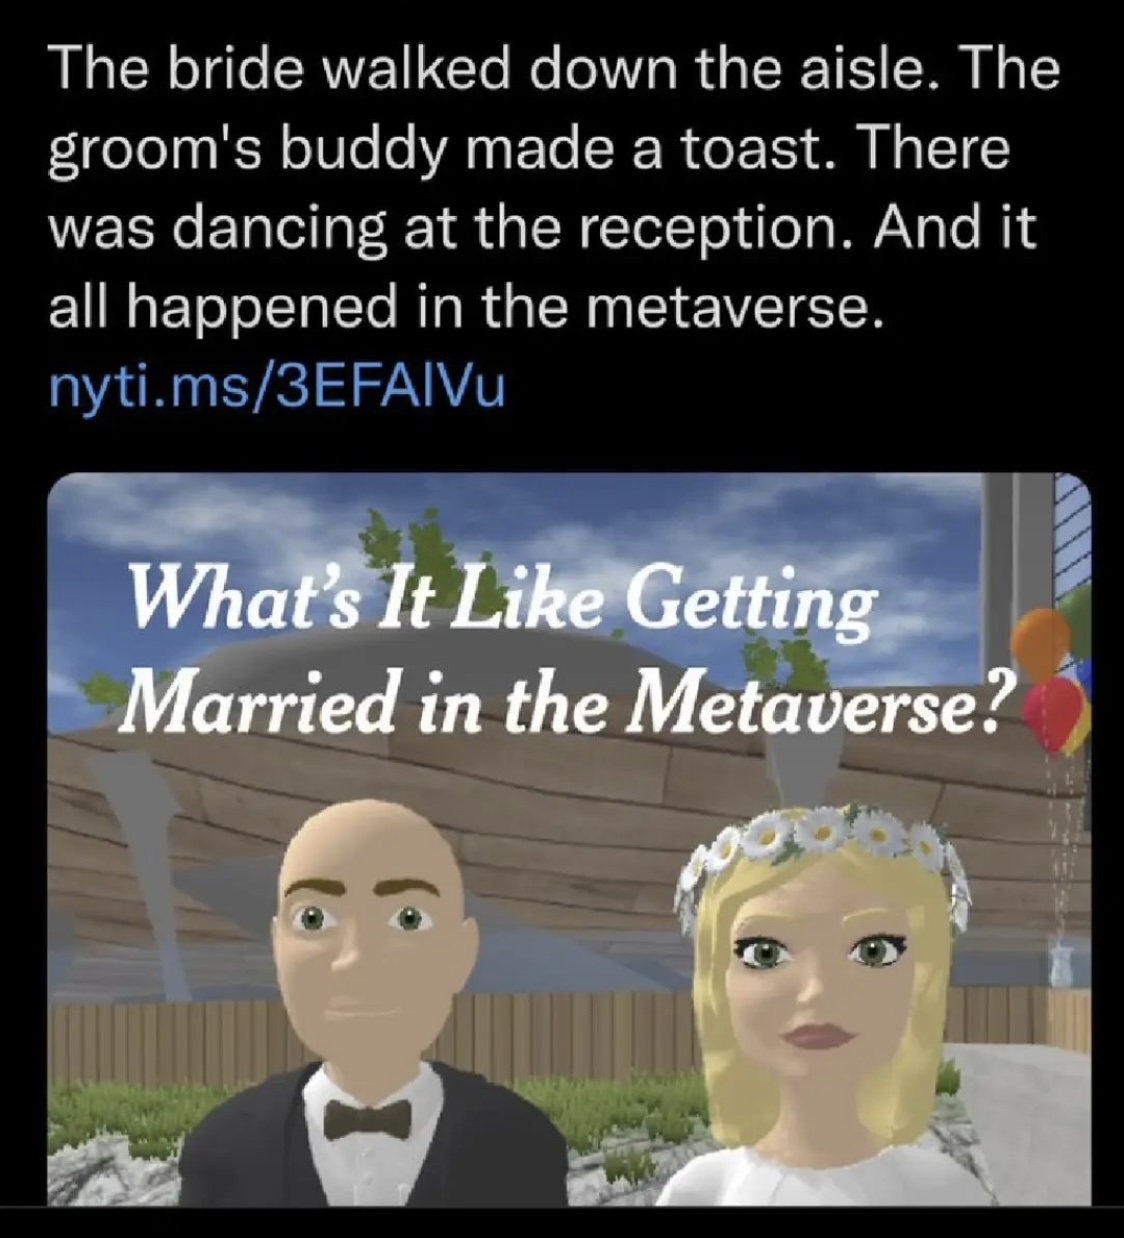 The bride walked down the aisle. The
groom's buddy made a toast. There
was dancing at the reception. And it
all happened in the metaverse.
nyti.ms/3EFAlVu
What's It Like Getting
Married in the Metaverse?